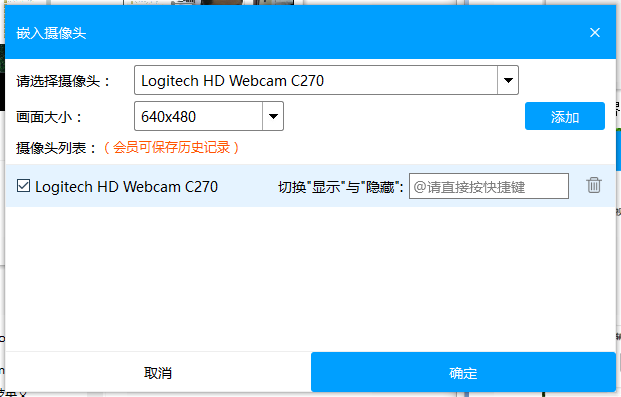 嵌入摄像头
请选择摄像头： Logitech HD Webcam C270
画面大小： 640x480 添加
摄像头列表：（会员可保存历史记录）
Logitech HD Webcam C270 切换"显示"与"隐藏": @请直接按快捷键
取消 确定